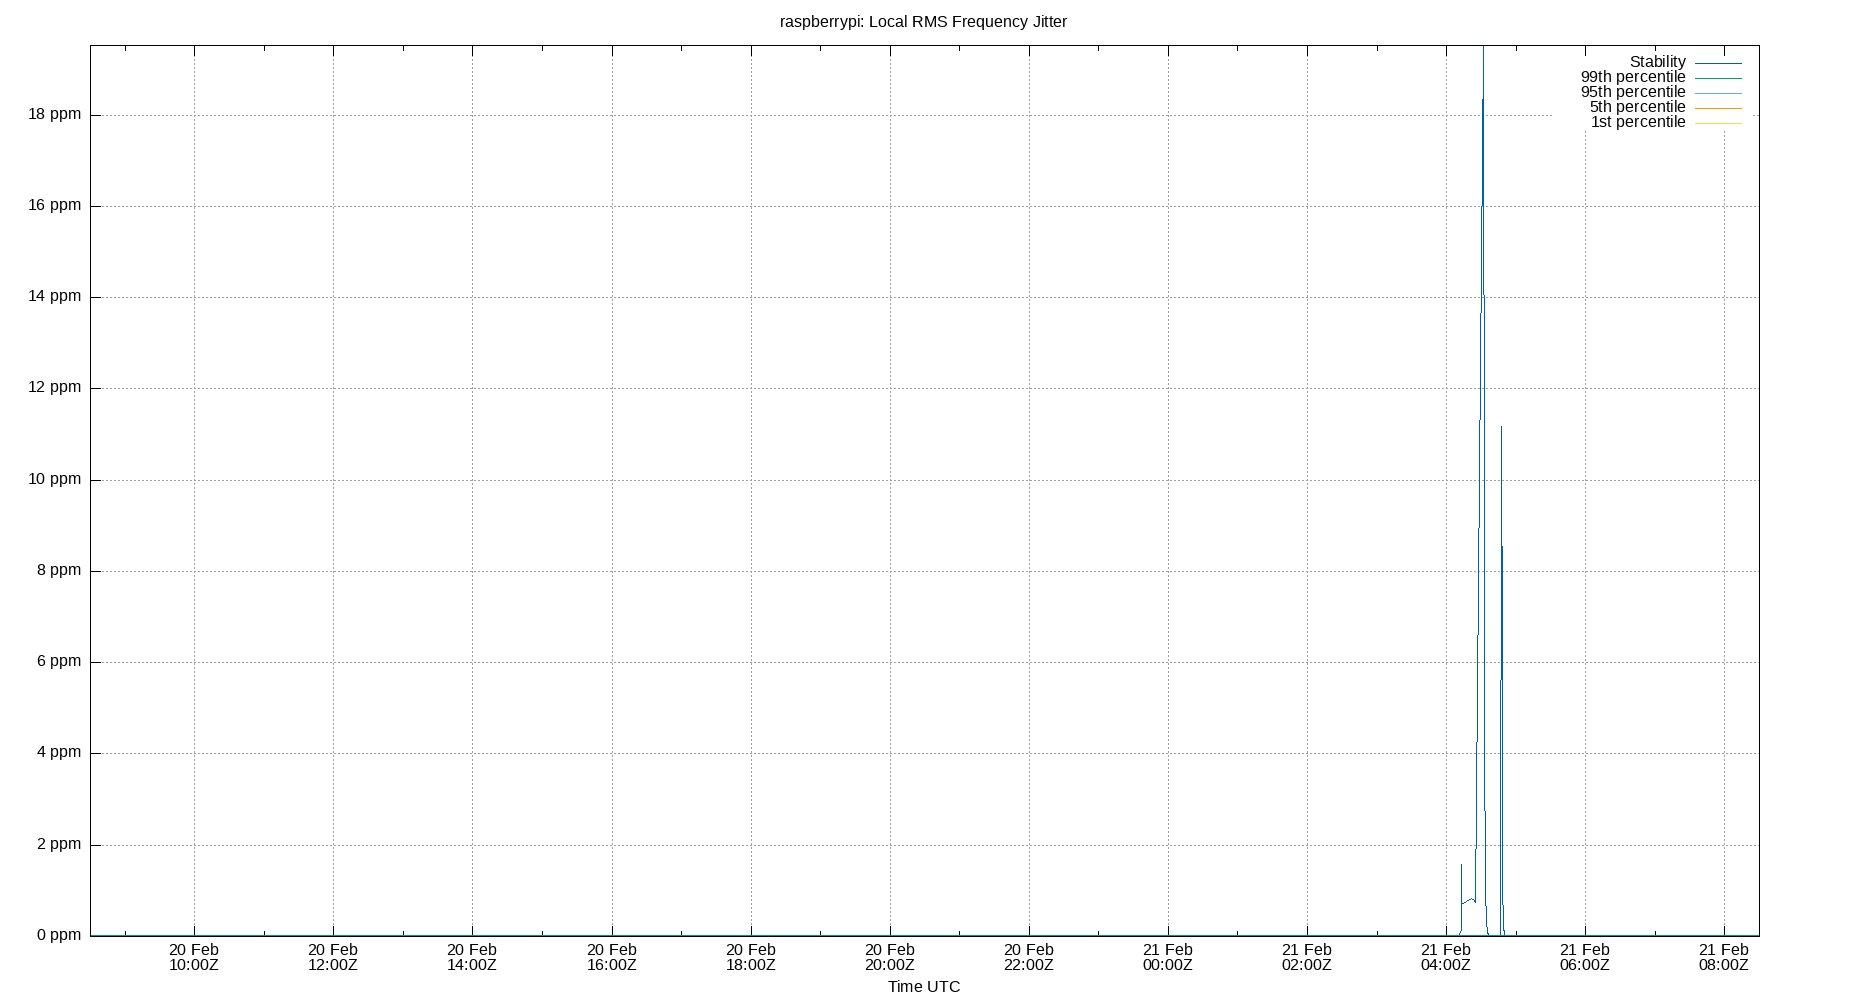 raspberrypi: Local RMS Frequency Jitter
Stability
99th percentile
95th percentile
5th percentile
1st percentile
18 ppm
16 ppm
14 ppm
12 ppm
10 ppm
8 ppm
6 ppm
4 ppm
2 ppm
0 ppm
20 Feb 20 Feb 20 Feb 20 Feb 20 Feb 20 Feb 20 Feb 21 Feb 21 Feb 21 Feb 21 Feb 21 Feb
10:00Z 12:00Z 14:00Z 16:00Z 18:00Z 20:00Z 22:00Z 00:00Z 02:00Z 04:00Z 06:00Z 08:00Z
Time UTC